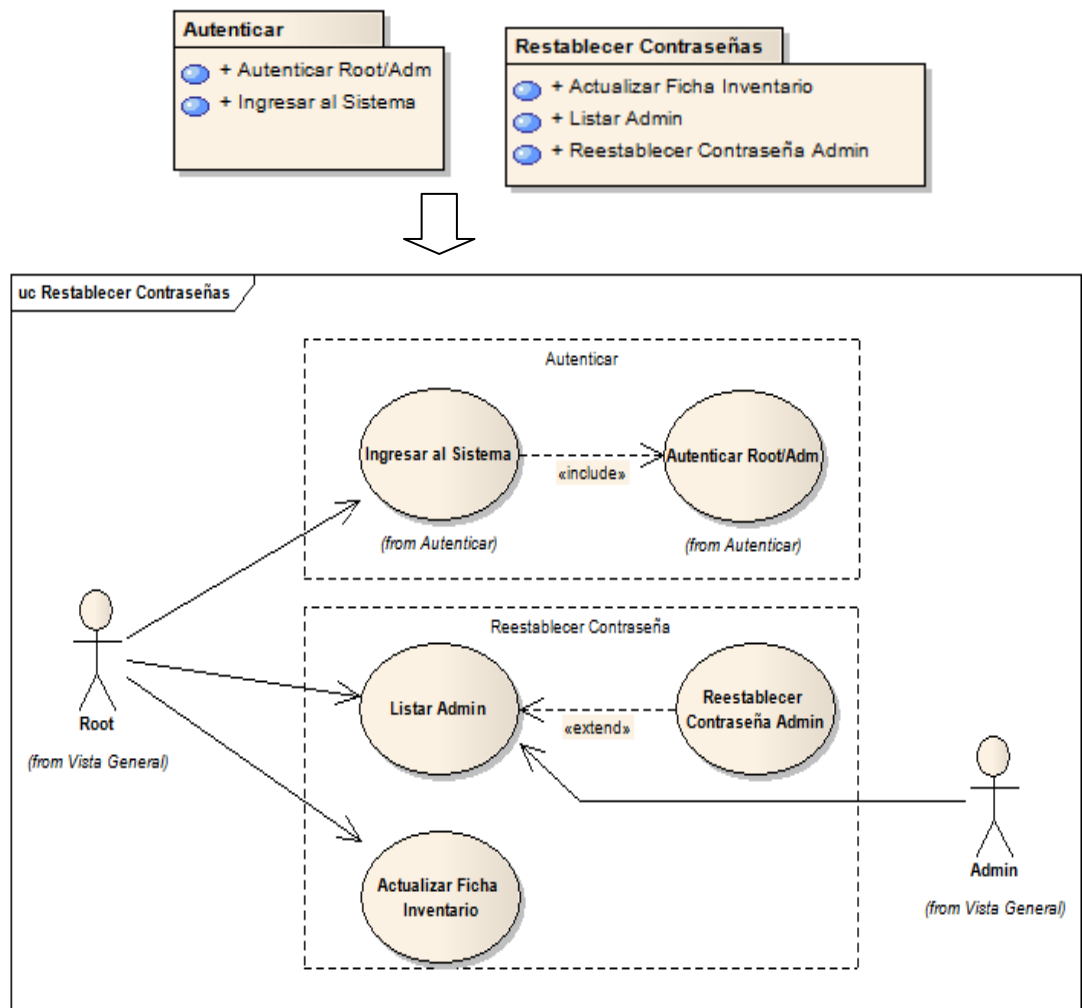 Autenticar
+ Autenticar Root/Adm
+ Ingresar al Sistema
Restablecer Contraseñas
+ Actualizar Ficha Inventario
+ Listar Admin
+ Reestablecer Contraseña Admin
uc Restablecer Contraseñas
Autenticar
Ingresar al Sistema
«include»
Autenticar Root/Adm
(from Autenticar)
(from Autenticar)
Reestablecer Contraseña
Listar Admin
«extend»
Reestablecer
Contraseña Admin
Root
(from Vista General)
Actualizar Ficha
Inventario
Admin
(from Vista General)